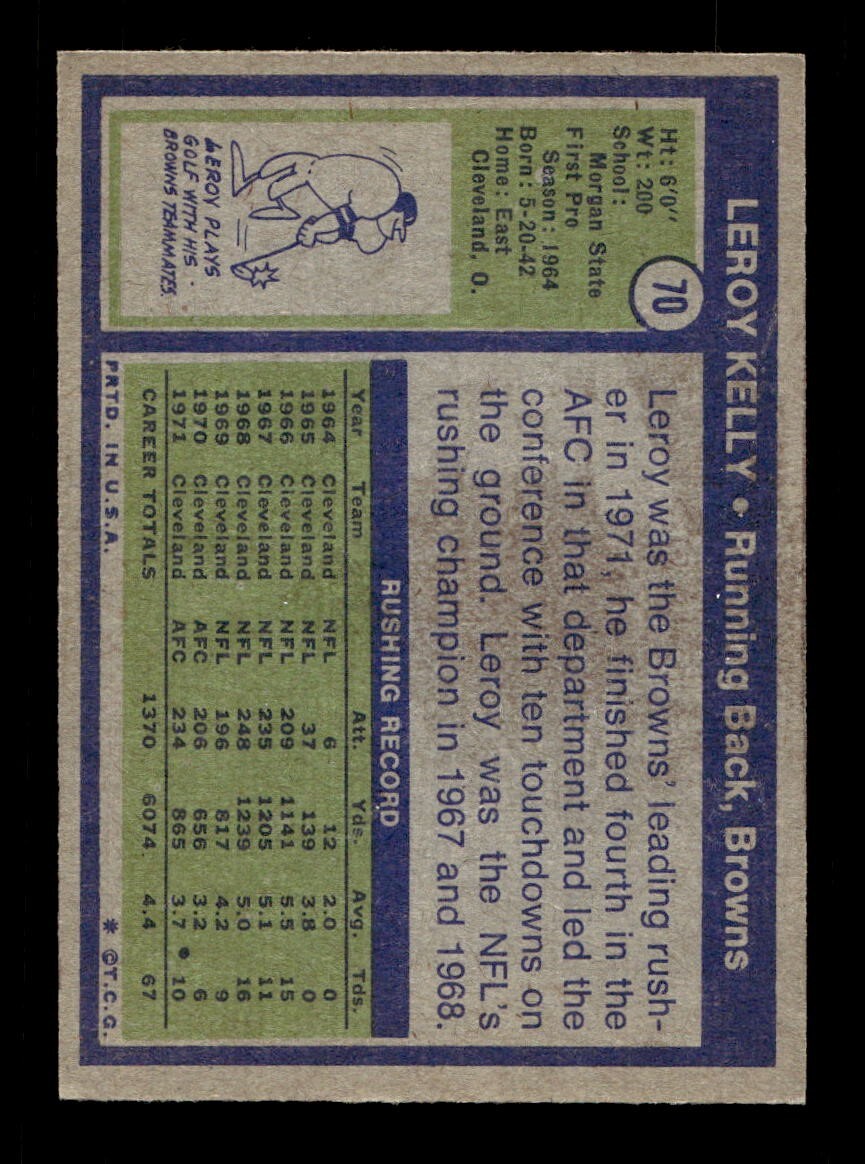 LEROY KELLY • Running Back, Browns
70
Ht: 6'0"
Wt: 200
School:
Morgan State
First Pro
Season: 1964
Born: 5-20-42
Home: East
Cleveland, O.
LEROY PLAYS
GOLF WITH HIS
BROWNS TEAMMATES.
Leroy was the Browns' leading rush-
er in 1971, he finished fourth in the
AFC in that department and led the
conference with ten touchdowns on
the ground. Leroy was the NFL's
rushing champion in 1967 and 1968.
RUSHING RECORD
Year Team Att. Yds. Avg. Tds.
1964 Cleveland NFL 6 12 2.0 0
1965 Cleveland NFL 37 139 3.8 0
1966 Cleveland NFL 209 1141 5.5 15
1967 Cleveland NFL 235 1205 5.1 11
1968 Cleveland NFL 248 1239 5.0 16
1969 Cleveland NFL 196 817 4.2 9
1970 Cleveland AFC 206 656 3.2 6
1971 Cleveland AFC 234 865 3.7 10
CAREER TOTALS 1370 6074 4.4 67
PRTD. IN U.S.A. * ©T.C.G.